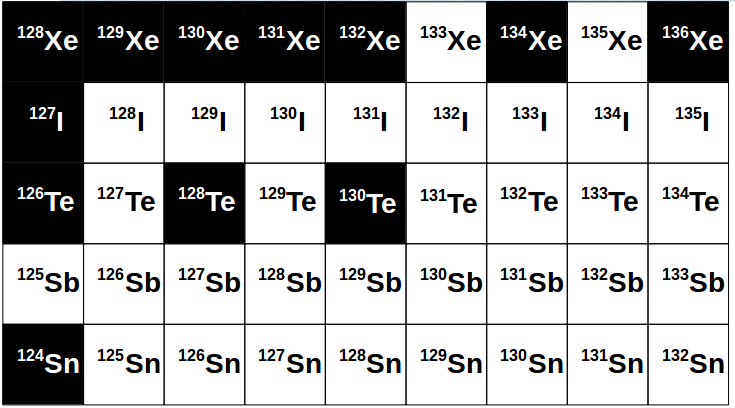 128Xe 129Xe 130Xe 131Xe 132Xe 133Xe 134Xe 135Xe 136Xe
127I 128I 129I 130I 131I 132I 133I 134I 135I
126Te 127Te 128Te 129Te 130Te 131Te 132Te 133Te 134Te
125Sb 126Sb 127Sb 128Sb 129Sb 130Sb 131Sb 132Sb 133Sb
124Sn 125Sn 126Sn 127Sn 128Sn 129Sn 130Sn 131Sn 132Sn